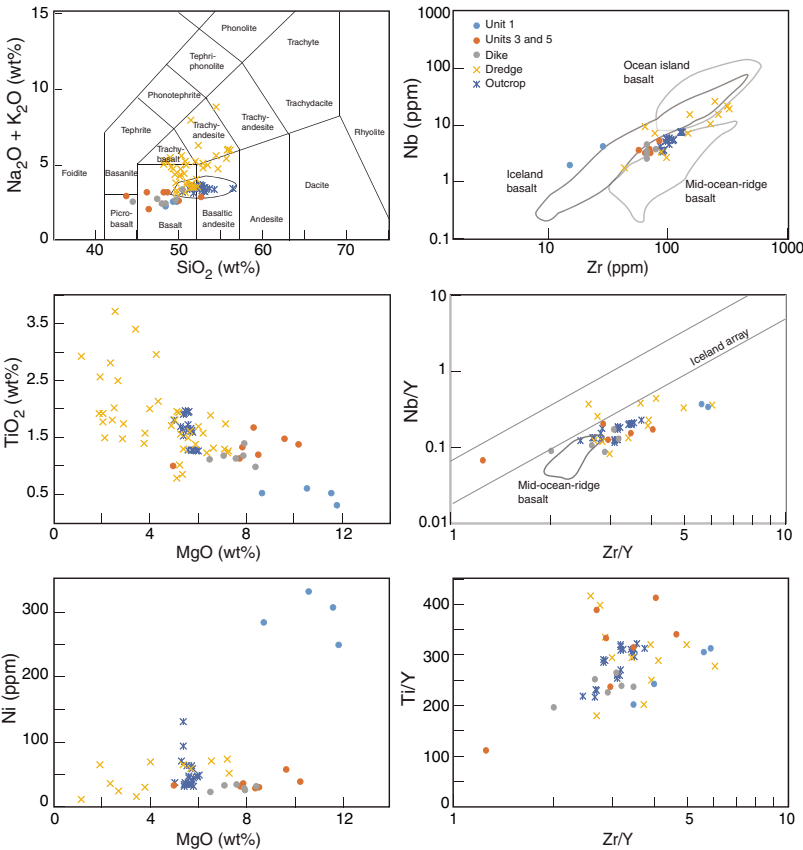 15
10
5
0
Na2O + K2O (wt%)
Phonolite
Trachyte
Tephri-
phonolite
Phonotephrite
Trachydacite
Trachy-
andesite
Tephrite
Trachy-
andesite
Rhyolite
Trachy-
basalt
Foidite
Basanite
Dacite
Picro-
basalt
Basalt
Basaltic
andesite
Andesite
40
50
60
70
SiO2 (wt%)
1000
100
10
1
0.1
Nb (ppm)
Unit 1
Units 3 and 5
Dike
Dredge
Outcrop
Ocean island
basalt
Iceland
basalt
Mid-ocean-ridge
basalt
10
100
1000
Zr (ppm)
3.5
2.5
1.5
0.5
TiO2 (wt%)
0
4
8
12
MgO (wt%)
10
1
0.1
0.01
Nb/Y
Iceland array
Mid-ocean-ridge
basalt
1
5
10
Zr/Y
300
200
100
0
Ni (ppm)
0
4
8
12
MgO (wt%)
400
300
200
100
0
Ti/Y
1
5
10
Zr/Y